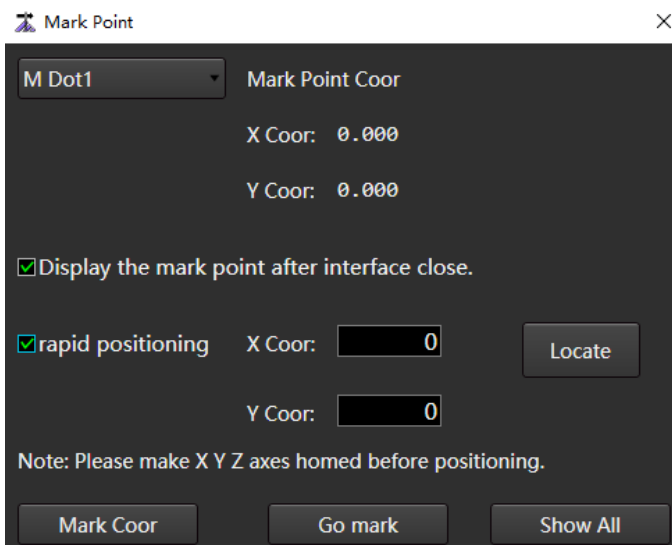 Mark Point
M Dot1 Mark Point Coor
X Coor: 0.000
Y Coor: 0.000
Display the mark point after interface close.
rapid positioning X Coor: 0 Locate
Y Coor: 0
Note: Please make X Y Z axes homed before positioning.
Mark Coor Go mark Show All